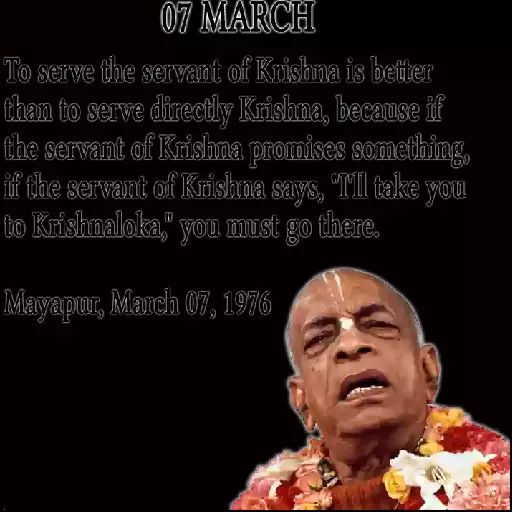 07 MARCH
To serve the servant of Krishna is better
than to serve directly Krishna, because if
the servant of Krishna promises something,
if the servant of Krishna says, "I'll take you
to Krishnaloka," you must go there.
Mayapur, March 07, 1976